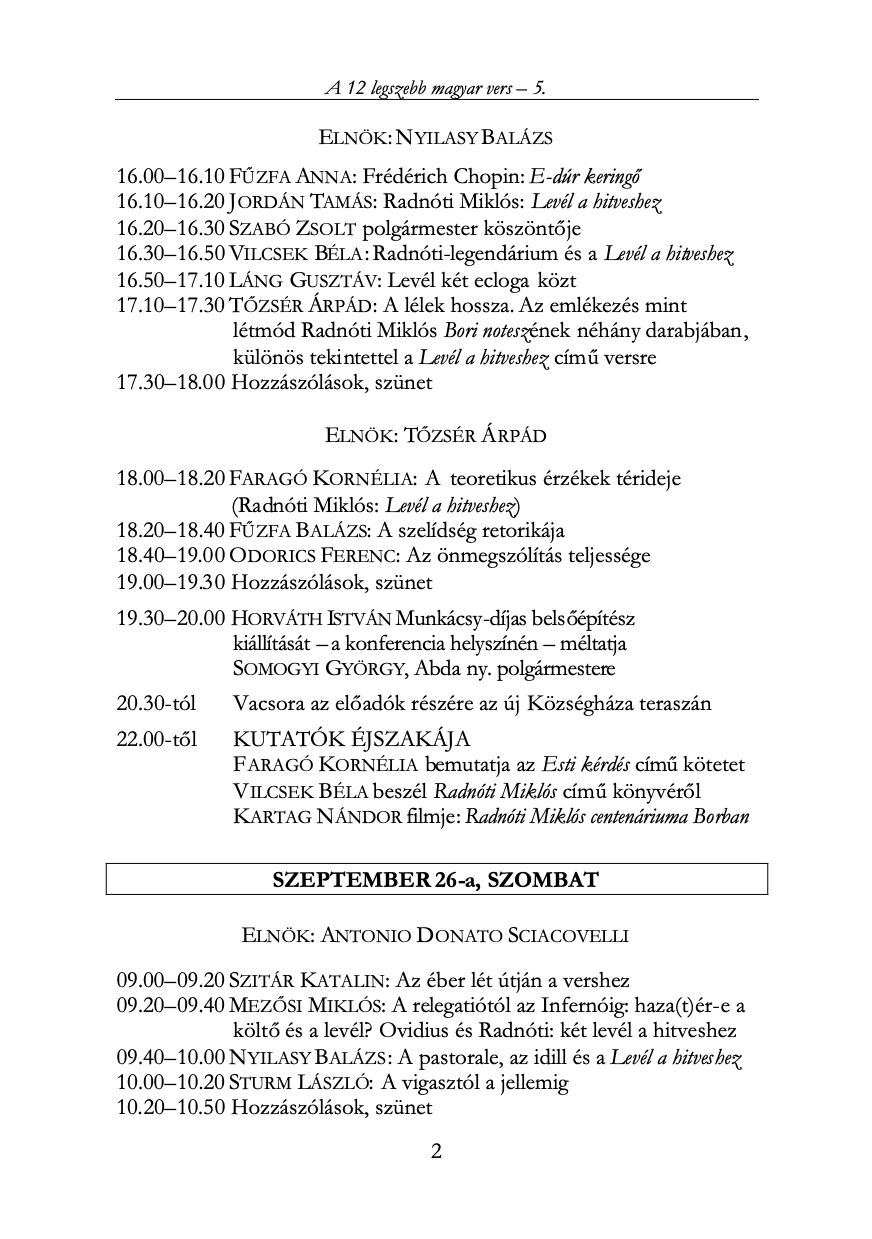 A 12 legszebb magyar vers – 5.
ELNÖK: NYILASY BALÁZS
16.00–16.10 FŰZFA ANNA: Frédérich Chopin: E-dúr keringő
16.10–16.20 JORDÁN TAMÁS: Radnóti Miklós: Levél a hitveshez
16.20–16.30 SZABÓ ZSOLT polgármester köszöntője
16.30–16.50 VILCSEK BÉLA: Radnóti-legendárium és a Levél a hitveshez
16.50–17.10 LÁNG GUSZTÁV: Levél két ecloga közt
17.10–17.30 TŐZSÉR ÁRPÁD: A lélek hossza. Az emlékezés mint
létmód Radnóti Miklós Bori noteszének néhány darabjában,
különös tekintettel a Levél a hitveshez című versre
17.30–18.00 Hozzászólások, szünet
ELNÖK: TŐZSÉR ÁRPÁD
18.00–18.20 FARAGÓ KORNÉLIA: A teoretikus érzékek térideje
(Radnóti Miklós: Levél a hitveshez)
18.20–18.40 FŰZFA BALÁZS: A szelídség retorikája
18.40–19.00 ODORICS FERENC: Az önmegszólítás teljessége
19.00–19.30 Hozzászólások, szünet
19.30–20.00 HORVÁTH ISTVÁN Munkácsy-díjas belsőépítész
kiállítását – a konferencia helyszínén – méltatja
SOMOGYI GYÖRGY, Abda ny. polgármestere
20.30-tól Vacsora az előadók részére az új Községháza teraszán
22.00-től KUTATÓK ÉJSZAKÁJA
FARAGÓ KORNÉLIA bemutatja az Esti kérdés című kötetet
VILCSEK BÉLA beszél Radnóti Miklós című könyvéről
KARTAG NÁNDOR filmje: Radnóti Miklós centenáriuma Borban
SZEPTEMBER 26-a, SZOMBAT
ELNÖK: ANTONIO DONATO SCIACOVELLI
09.00–09.20 SZITÁR KATALIN: Az éber lét útján a vershez
09.20–09.40 MEZŐSI MIKLÓS: A relegatiótól az Infernóig: haza(t)ér-e a
költő és a levél? Ovidius és Radnóti: két levél a hitveshez
09.40–10.00 NYILASY BALÁZS: A pastorale, az idill és a Levél a hitveshez
10.00–10.20 STURM LÁSZLÓ: A vigasztól a jellemig
10.20–10.50 Hozzászólások, szünet
2